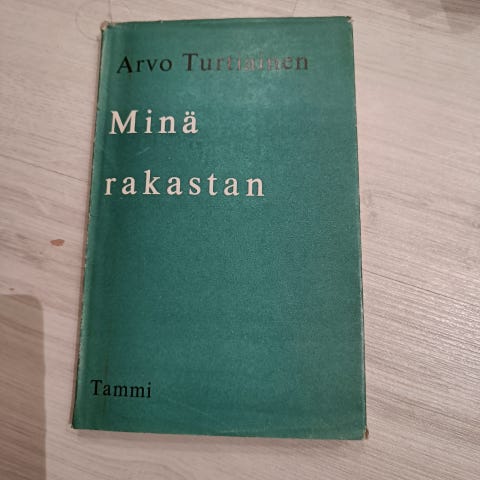 Arvo Turtiainen
Minä
rakastan
Tammi